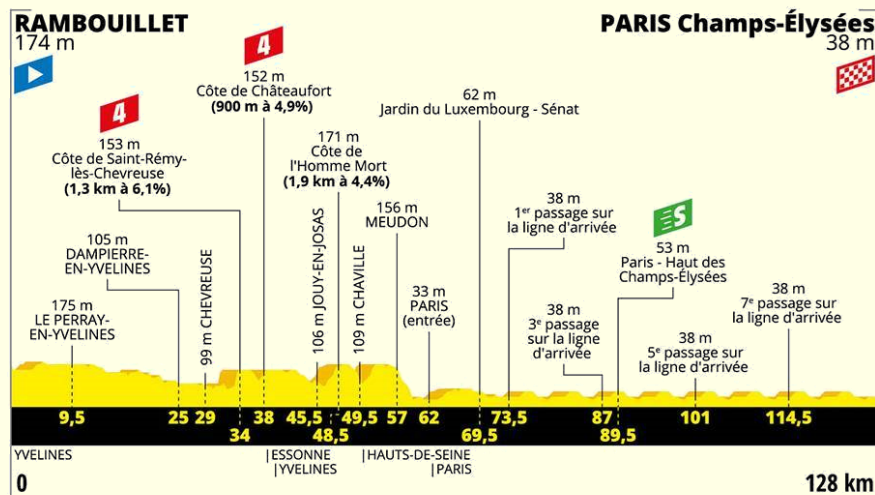 RAMBOUILLET
174 m
PARIS Champs-Élysées
38 m
4
153 m
Côte de Saint-Rémy-
lès-Chevreuse
(1,3 km à 6,1%)
4
152 m
Côte de Châteaufort
(900 m à 4,9%)
171 m
Côte de
l'Homme Mort
(1,9 km à 4,4%)
62 m
Jardin du Luxembourg - Sénat
105 m
DAMPIERRE-
EN-YVELINES
175 m
LE PERRAY-
EN-YVELINES
99 m CHEVREUSE
106 m JOUY-EN-JOSAS
109 m CHAVILLE
156 m
MEUDON
33 m
PARIS
(entrée)
38 m
1er passage sur
la ligne d'arrivée
38 m
3e passage
sur la ligne
d'arrivée
S
53 m
Paris - Haut des
Champs-Élysées
38 m
5e passage sur
la ligne d'arrivée
38 m
7e passage sur
la ligne d'arrivée
9,5 25 29 38 45,5 49,5 57 62 73,5 87 101 114,5
34 48,5 69,5 89,5
YVELINES |ESSONNE |HAUTS-DE-SEINE
|YVELINES |PARIS
0 128 km